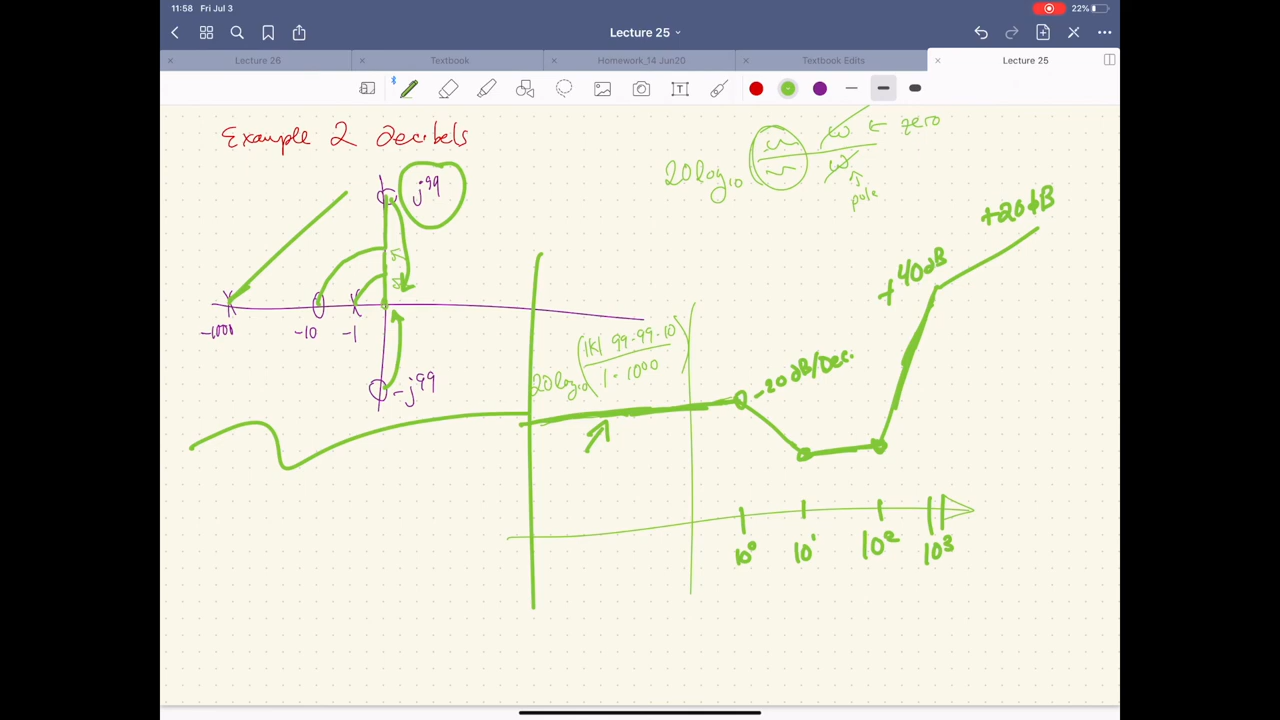 11:58 Fri Jul 3
22%
Lecture 25
Lecture 26
Textbook
Homework_14 Jun20
Textbook Edits
Lecture 25
T
Example 2 decibels
20log10
ω ← zero
ω
pole
j99
-1000
-10
-1
-j99
20log10 (|K| 99·99·10
1·1000)
-20dB/Dec.
+40dB
+20dB
10⁰
10¹
10²
10³